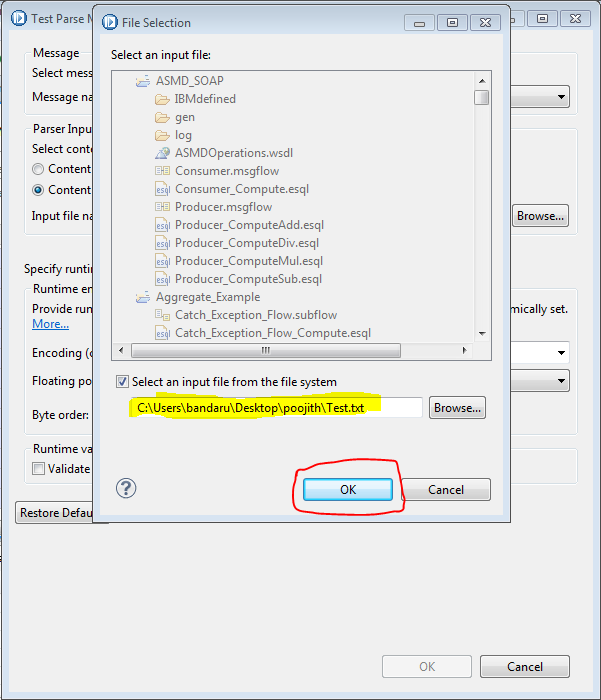 Test Parse M
File Selection
Message
Select mess
Message na
Parser Inpu
Select conte
Content
Content
Input file na
Browse...
Specify runtin
Runtime en
Provide run
mically set.
More...
Encoding (c
Floating po
Byte order:
Runtime va
Validate
Restore Defau
OK
Cancel
Select an input file:
ASMD_SOAP
IBMdefined
gen
log
ASMDOperations.wsdl
Consumer.msgflow
Consumer_Compute.esql
Producer.msgflow
Producer_ComputeAdd.esql
Producer_ComputeDiv.esql
Producer_ComputeMul.esql
Producer_ComputeSub.esql
Aggregate_Example
Catch_Exception_Flow.subflow
Catch_Exception_Flow_Compute.esql
Select an input file from the file system
C:\Users\bandaru\Desktop\poojith\Test.txt
Browse...
?
OK
Cancel